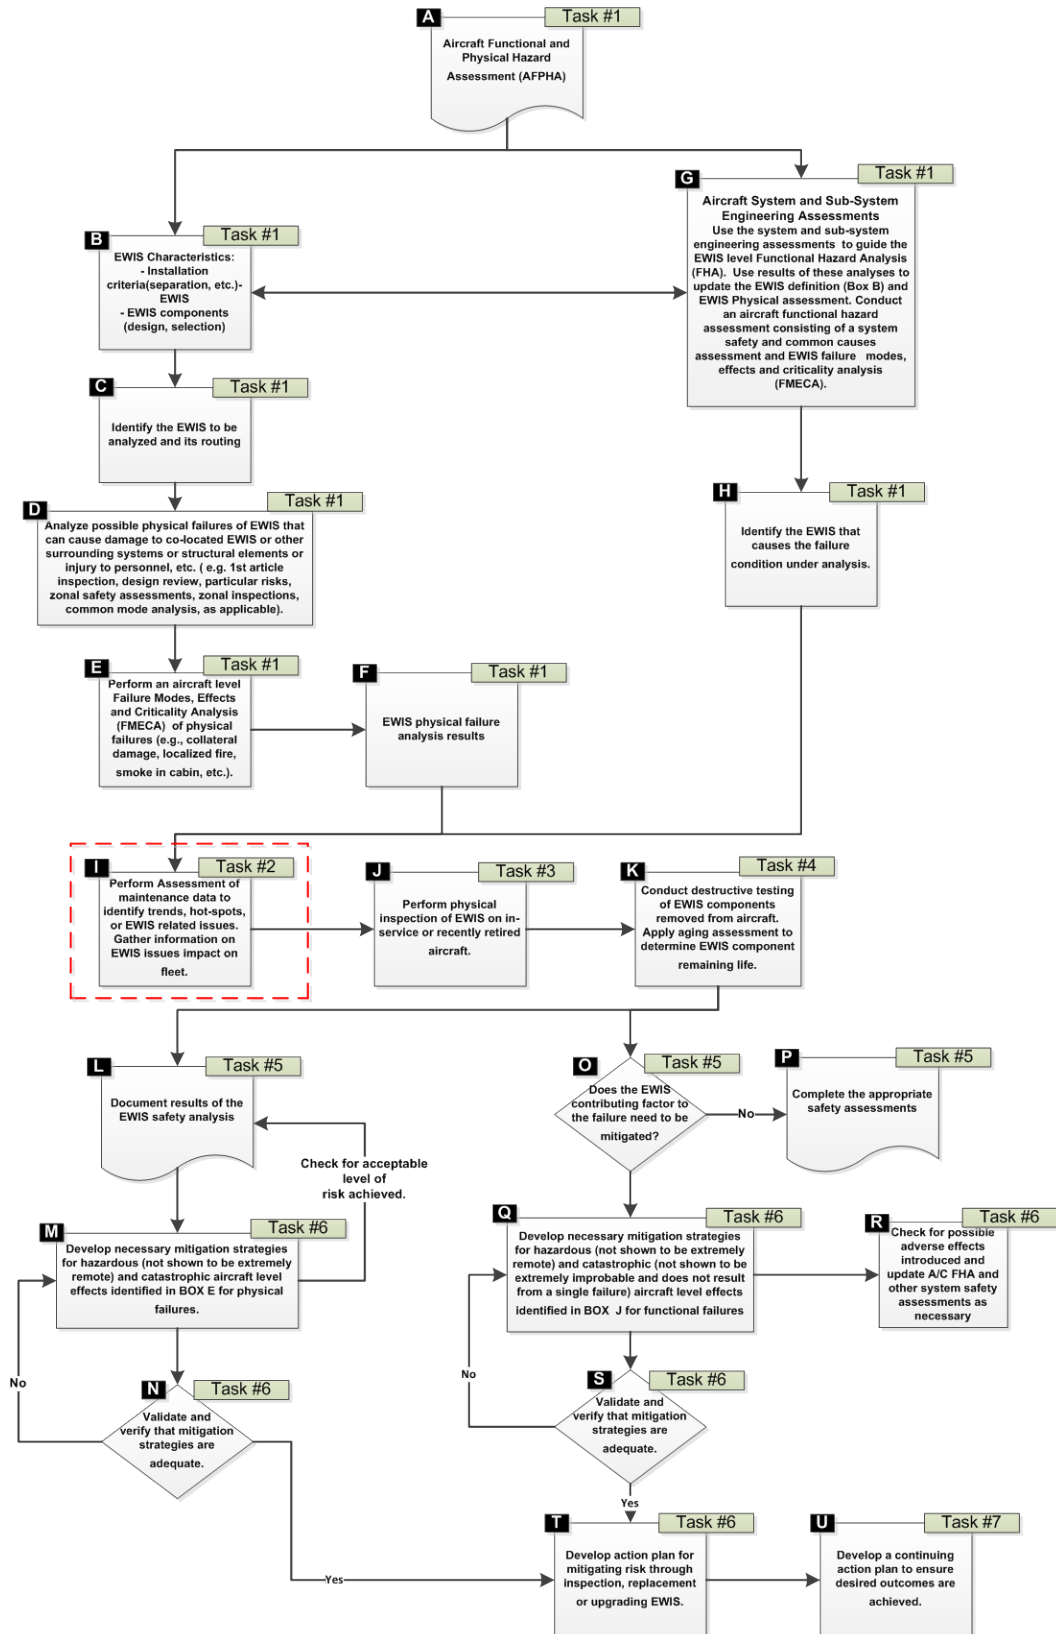 A
Task #1
Aircraft Functional and
Physical Hazard
Assessment (AFPHA)
B
Task #1
EWIS Characteristics:
- Installation
criteria(separation, etc.)-
EWIS
- EWIS components
(design, selection)
G
Task #1
Aircraft System and Sub-System
Engineering Assessments
Use the system and sub-system
engineering assessments to guide the
EWIS level Functional Hazard Analysis
(FHA). Use results of these analyses to
update the EWIS definition (Box B) and
EWIS Physical assessment. Conduct
an aircraft functional hazard
assessment consisting of a system
safety and common causes
assessment and EWIS failure modes,
effects and criticality analysis
(FMECA).
C
Task #1
Identify the EWIS to be
analyzed and its routing
D
Task #1
Analyze possible physical failures of EWIS that
can cause damage to co-located EWIS or other
surrounding systems or structural elements or
injury to personnel, etc. ( e.g. 1st article
inspection, design review, particular risks,
zonal safety assessments, zonal inspections,
common mode analysis, as applicable).
H
Task #1
Identify the EWIS that
causes the failure
condition under analysis.
E
Task #1
Perform an aircraft level
Failure Modes, Effects
and Criticality Analysis
(FMECA) of physical
failures (e.g., collateral
damage, localized fire,
smoke in cabin, etc.).
F
Task #1
EWIS physical failure
analysis results
I
Task #2
Perform Assessment of
maintenance data to
identify trends, hot-spots,
or EWIS related issues.
Gather information on
EWIS issues impact on
fleet.
J
Task #3
Perform physical
inspection of EWIS on in-
service or recently retired
aircraft.
K
Task #4
Conduct destructive testing
of EWIS components
removed from aircraft.
Apply aging assessment to
determine EWIS component
remaining life.
L
Task #5
Document results of the
EWIS safety analysis
O
Task #5
Does the EWIS
contributing factor to
the failure need to be
mitigated?
No
P
Task #5
Complete the appropriate
safety assessments
Check for acceptable
level of
risk achieved.
M
Task #6
Develop necessary mitigation strategies
for hazardous (not shown to be extremely
remote) and catastrophic aircraft level
effects identified in BOX E for physical
failures.
Q
Task #6
Develop necessary mitigation strategies
for hazardous (not shown to be extremely
remote) and catastrophic (not shown to be
extremely improbable and does not result
from a single failure) aircraft level effects
identified in BOX J for functional failures
R
Task #6
Check for possible
adverse effects
introduced and
update A/C FHA and
other system safety
assessments as
necessary
No
N
Task #6
Validate and
verify that mitigation
strategies are
adequate.
No
S
Task #6
Validate and
verify that mitigation
strategies are
adequate.
Yes
Yes
T
Task #6
Develop action plan for
mitigating risk through
inspection, replacement
or upgrading EWIS.
U
Task #7
Develop a continuing
action plan to ensure
desired outcomes are
achieved.